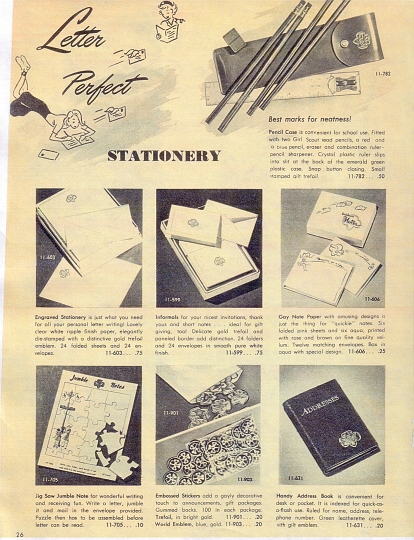 Letter
Perfect
11-782
Best marks for neatness!
Pencil Case is convenient for school use. Fitted
with two Girl Scout lead pencils, a red and
a blue pencil, eraser and combination ruler-
pencil sharpener. Crystal plastic ruler slips
into slit at the back of the emerald green
plastic case. Snap button closing. Small
stamped gilt trefoil. 11-782 . . . .50
STATIONERY
11-603
11-599
11-606
Engraved Stationery is just what you need
for all your personal letter writing! Lovely
clear white ripple finish paper, elegantly
die-stamped with a distinctive gold trefoil
emblem. 24 folded sheets and 24 en-
velopes. 11-603 . . . .75
Informals for your nicest invitations, thank
yous and short notes . . . ideal for gift
giving, too! Delicate gold trefoil and
paneled border add distinction. 24 folders
and 24 envelopes in smooth pure white
finish. 11-599 . . . .75
Gay Note Paper with amusing designs is
just the thing for "quickie" notes. Six
folded pink sheets and six aqua, printed
with rose and brown on fine quality vel-
lum. Twelve matching envelopes. Box in
aqua with special design. 11-606 . . . .35
Jumble Notes
11-705
11-901
11-903
ADDRESSES
11-631
Jig Saw Jumble Note for wonderful writing
and receiving fun. Write a letter, jumble
it and mail in the envelope provided.
Puzzle then has to be assembled before
letter can be read. 11-705 . . . .10
Embossed Stickers add a gayly decorative
touch to announcements, gift packages.
Gummed backs. 100 in each package.
Trefoil, in bright gold. 11-901 . . . .20
World Emblem, blue, gold. 11-903 . . . .20
Handy Address Book is convenient for
desk or pocket. It is indexed for quick-as-
a-flash use. Ruled for name, address, tele-
phone number. Green leatherette cover,
with gilt emblem. 11-631 . . . .20
26